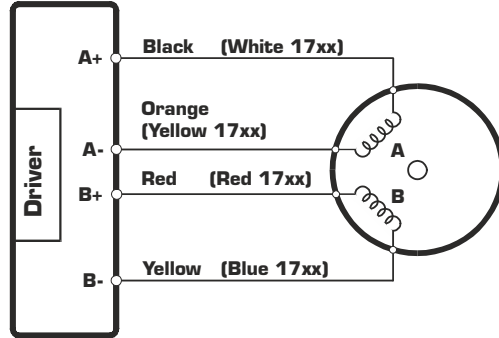 Black (White 17xx)
A+
Orange
(Yellow 17xx)
A-
A
Driver
Red (Red 17xx)
B+
B
Yellow (Blue 17xx)
B-